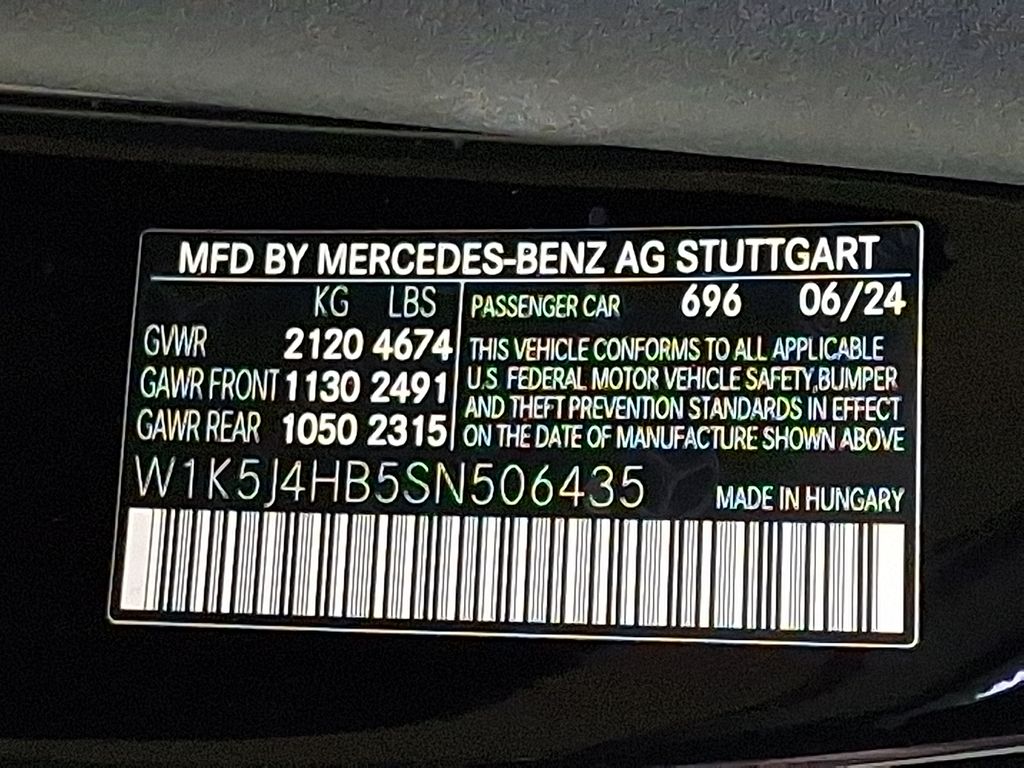 MFD BY MERCEDES-BENZ AG STUTTGART
KG LBS
GVWR 2120 4674
GAWR FRONT 1130 2491
GAWR REAR 1050 2315
PASSENGER CAR 696 06/24
THIS VEHICLE CONFORMS TO ALL APPLICABLE
U.S. FEDERAL MOTOR VEHICLE SAFETY,BUMPER
AND THEFT PREVENTION STANDARDS IN EFFECT
ON THE DATE OF MANUFACTURE SHOWN ABOVE
W1K5J4HB5SN506435
MADE IN HUNGARY